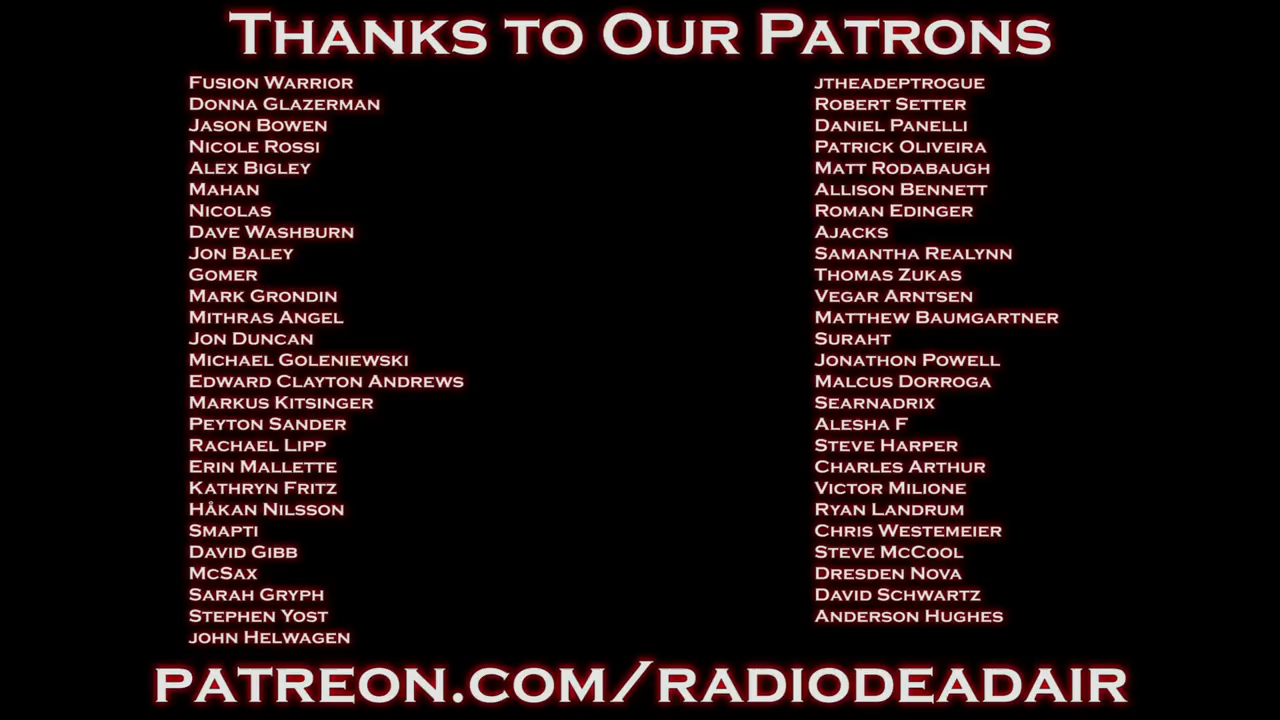 Thanks to Our Patrons
Fusion Warrior
Donna Glazerman
Jason Bowen
Nicole Rossi
Alex Bigley
Mahan
Nicolas
Dave Washburn
Jon Baley
Gomer
Mark Grondin
Mithras Angel
Jon Duncan
Michael Goleniewski
Edward Clayton Andrews
Markus Kitsinger
Peyton Sander
Rachael Lipp
Erin Mallette
Kathryn Fritz
Håkan Nilsson
Smapti
David Gibb
McSax
Sarah Gryph
Stephen Yost
john Helwagen
jtheadeptrogue
Robert Setter
Daniel Panelli
Patrick Oliveira
Matt Rodabaugh
Allison Bennett
Roman Edinger
Ajacks
Samantha Realynn
Thomas Zukas
Vegar Arntsen
Matthew Baumgartner
Suraht
Jonathon Powell
Malcus Dorroga
Searnadrix
Alesha F
Steve Harper
Charles Arthur
Victor Milione
Ryan Landrum
Chris Westemeier
Steve McCool
Dresden Nova
David Schwartz
Anderson Hughes
patreon.com/radiodeadair